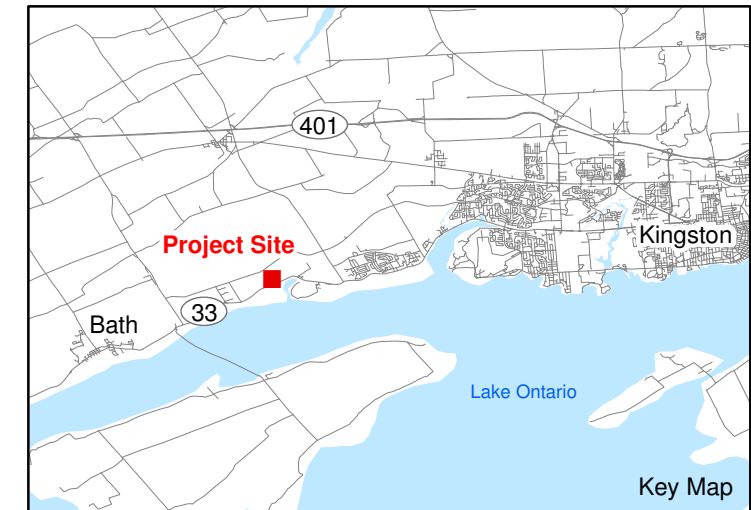 401
Project Site
Kingston
33
Bath
Lake Ontario
Key Map